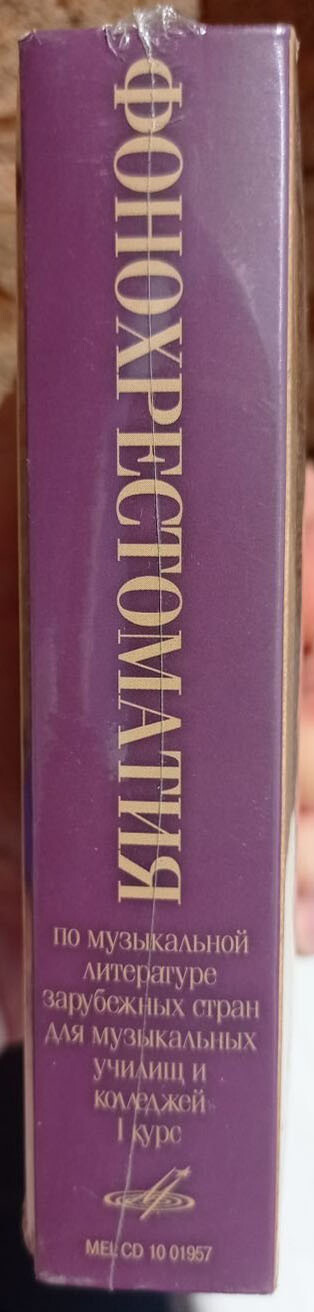 ФОНОХРЕСТОМАТИЯ
по музыкальной
литературе
зарубежных стран
для музыкальных
училищ и
колледжей
I курс
MEL CD 10 01957